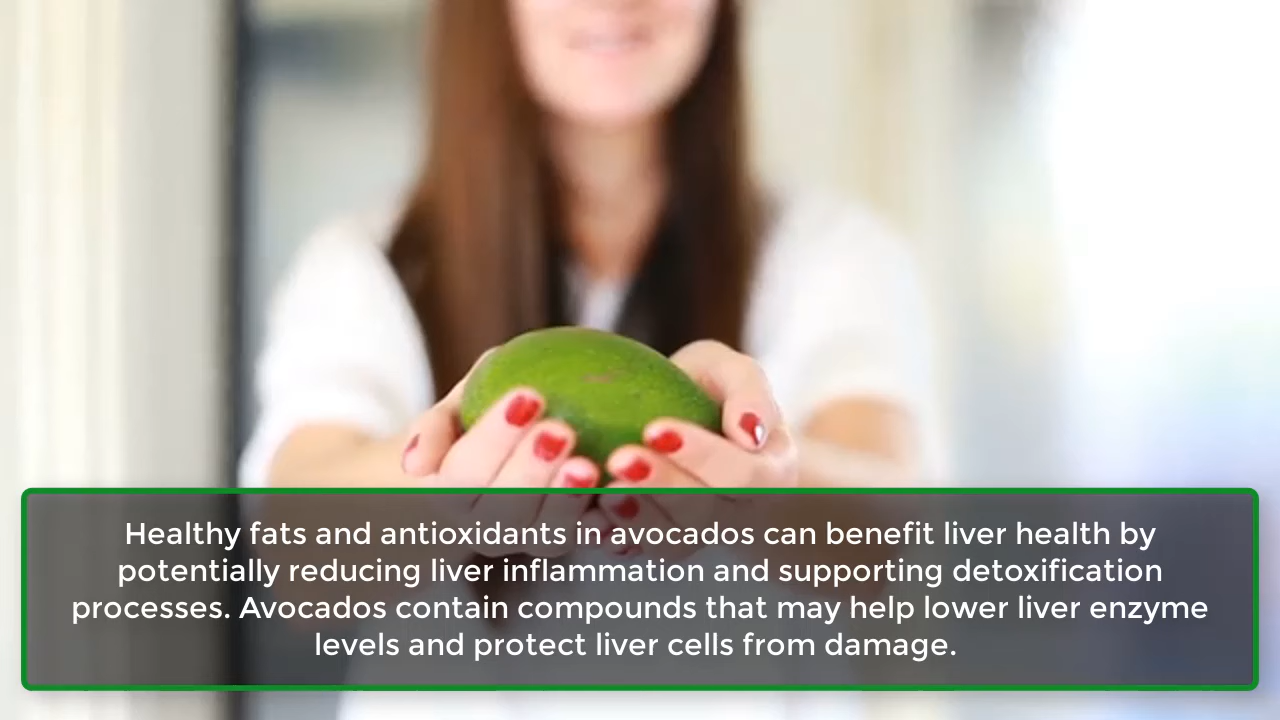 Healthy fats and antioxidants in avocados can benefit liver health by
potentially reducing liver inflammation and supporting detoxification
processes. Avocados contain compounds that may help lower liver enzyme
levels and protect liver cells from damage.